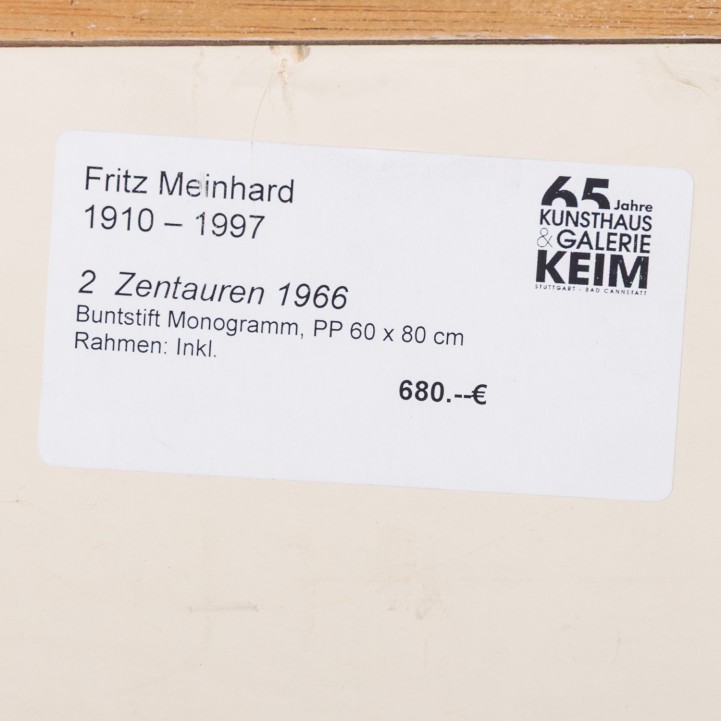 Fritz Meinhard
1910 – 1997
2 Zentauren 1966
Buntstift Monogramm, PP 60 x 80 cm
Rahmen: Inkl.
680.--€
65 Jahre
KUNSTHAUS
& GALERIE
KEIM
STUTTGART - BAD CANNSTATT